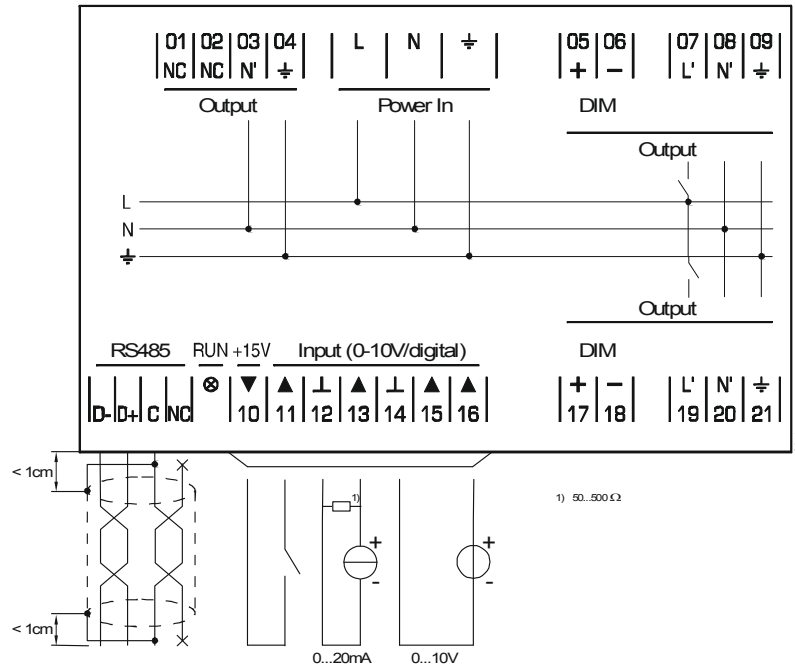 01 02 03 04 L N ⏚ 05 06 07 08 09
NC NC N' ⏚ + − L' N' ⏚
Output Power In DIM
Output
L
N
⏚
Output
RS485 RUN +15V Input (0-10V/digital) DIM
⊗ ▼ ▲ ⊥ ▲ ⊥ ▲ ▲ + − L' N' ⏚
D- D+ C NC 10 11 12 13 14 15 16 17 18 19 20 21
< 1cm
1)
1) 50...500 Ω
+ +
- -
< 1cm
0...20mA 0...10V